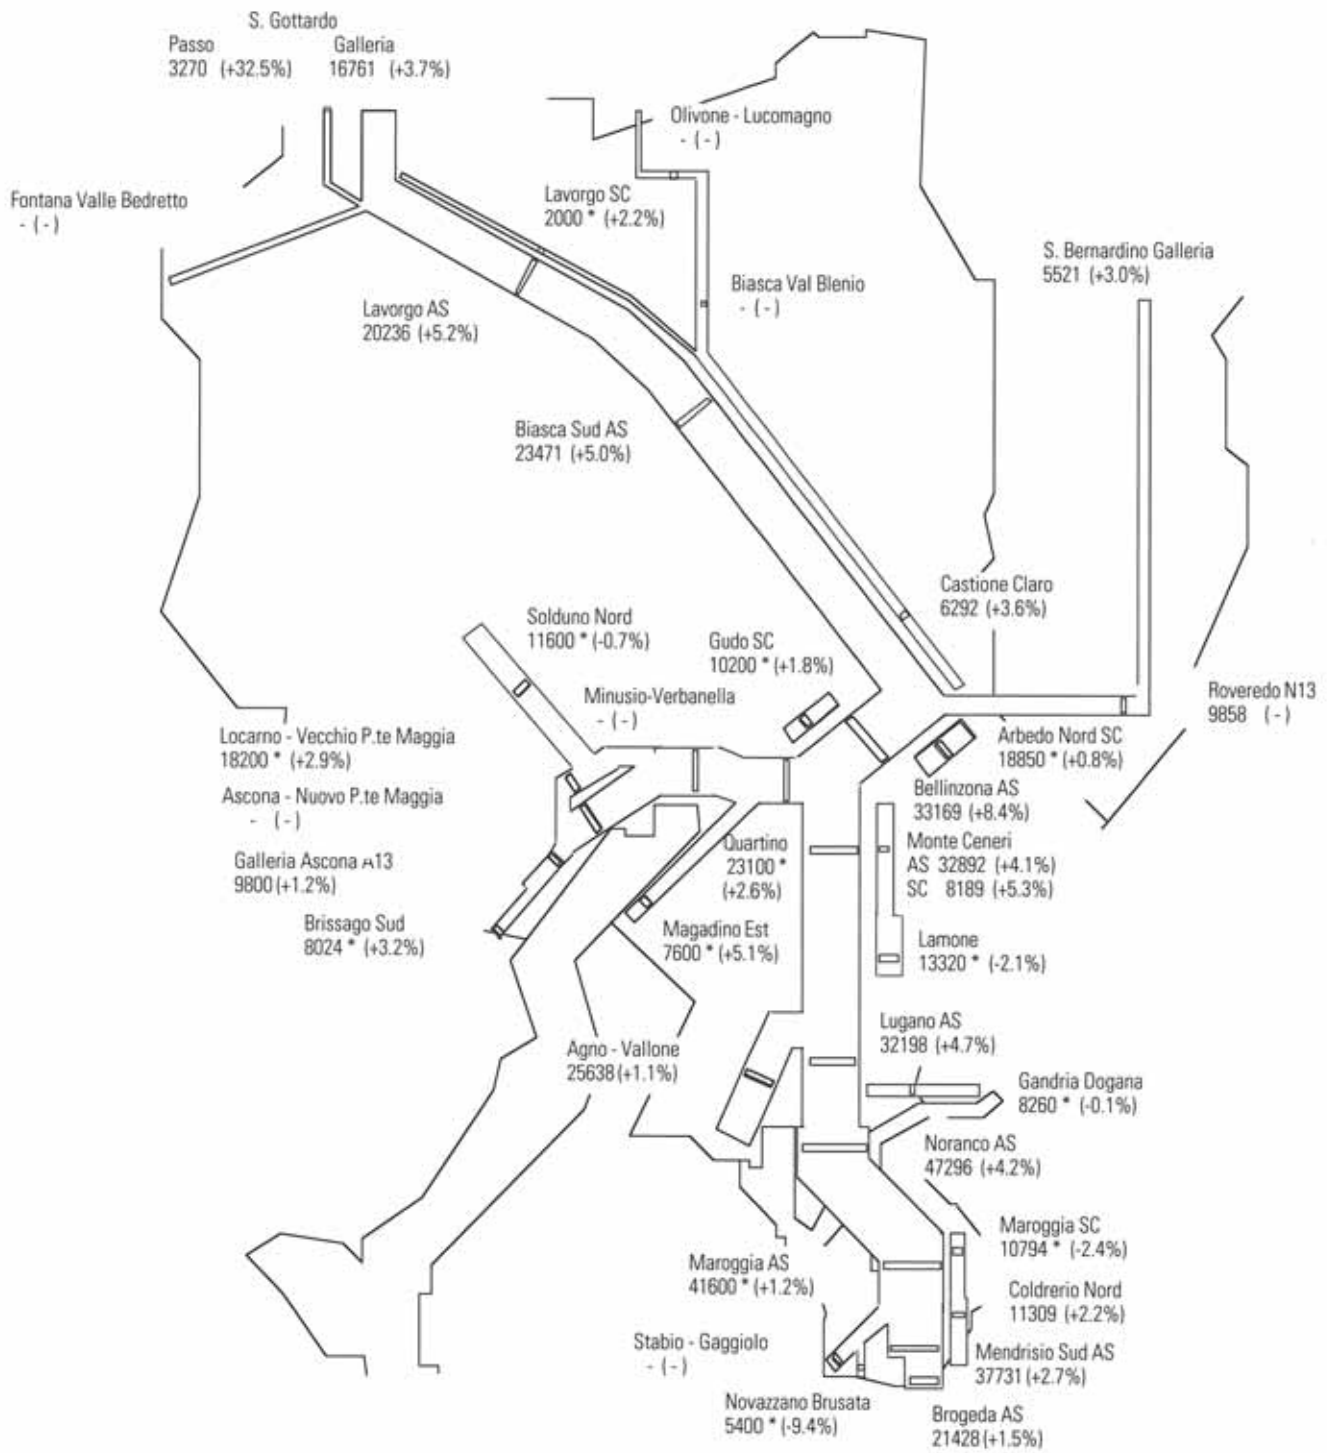 S. Gottardo
Passo
3270 (+32.5%)
Galleria
16761 (+3.7%)
Olivone - Lucomagno
- (-)
Fontana Valle Bedretto
- (-)
Lavorgo SC
2000 * (+2.2%)
S. Bernardino Galleria
5521 (+3.0%)
Biasca Val Blenio
- (-)
Lavorgo AS
20236 (+5.2%)
Biasca Sud AS
23471 (+5.0%)
Castione Claro
6292 (+3.6%)
Solduno Nord
11600 * (-0.7%)
Gudo SC
10200 * (+1.8%)
Minusio-Verbanella
- (-)
Roveredo N13
9858 (-)
Locarno - Vecchio P.te Maggia
18200 * (+2.9%)
Arbedo Nord SC
18850 * (+0.8%)
Ascona - Nuovo P.te Maggia
- (-)
Bellinzona AS
33169 (+8.4%)
Galleria Ascona A13
9800 (+1.2%)
Quartino
23100 *
(+2.6%)
Monte Ceneri
AS 32892 (+4.1%)
SC 8189 (+5.3%)
Brissago Sud
8024 * (+3.2%)
Magadino Est
7600 * (+5.1%)
Lamone
13320 * (-2.1%)
Lugano AS
32198 (+4.7%)
Agno - Vallone
25638 (+1.1%)
Gandria Dogana
8260 * (-0.1%)
Noranco AS
47296 (+4.2%)
Maroggia SC
10794 * (-2.4%)
Maroggia AS
41600 * (+1.2%)
Coldrerio Nord
11309 (+2.2%)
Stabio - Gaggiolo
- (-)
Mendrisio Sud AS
37731 (+2.7%)
Novazzano Brusata
5400 * (-9.4%)
Brogeda AS
21428 (+1.5%)